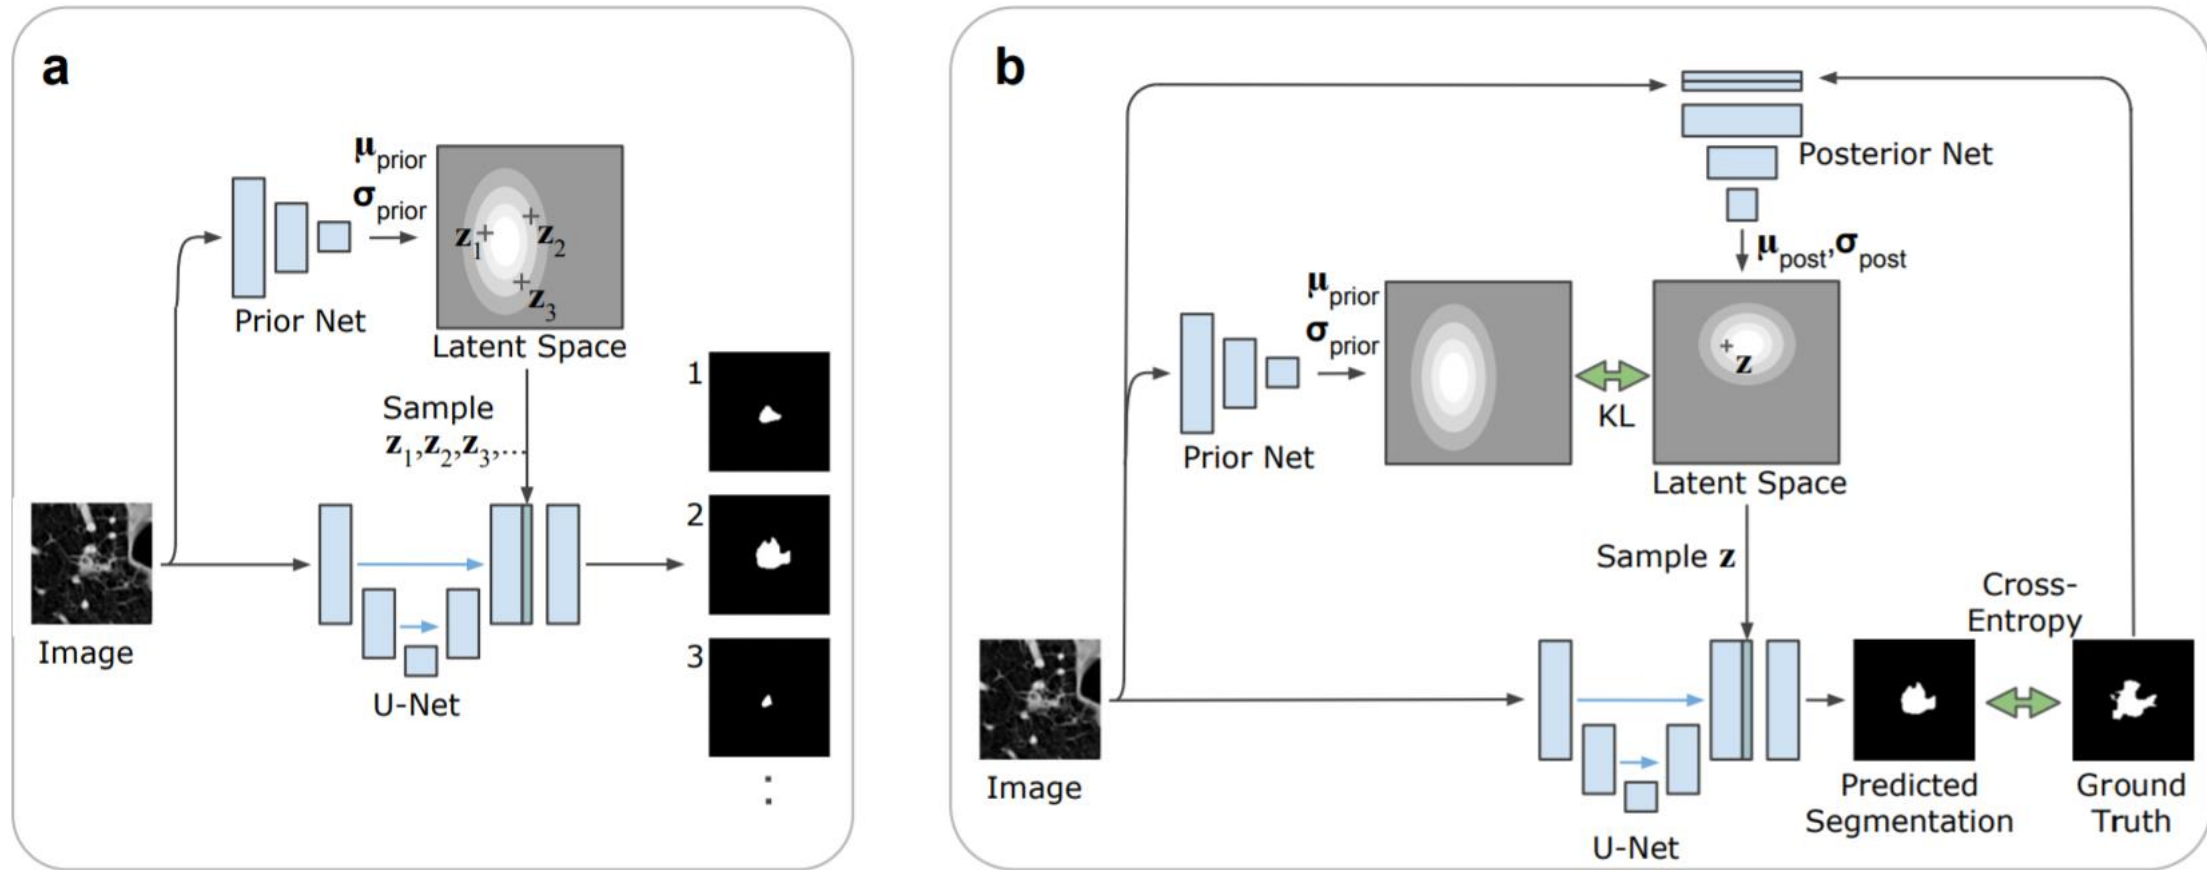 a
μprior
σprior
z1
z2
z3
Prior Net
Latent Space
Sample
z1,z2,z3,...
1
2
3
Image
U-Net
b
Posterior Net
μpost,σpost
μprior
σprior
z
KL
Prior Net
Latent Space
Sample z
Cross-
Entropy
Image
U-Net
Predicted
Segmentation
Ground
Truth